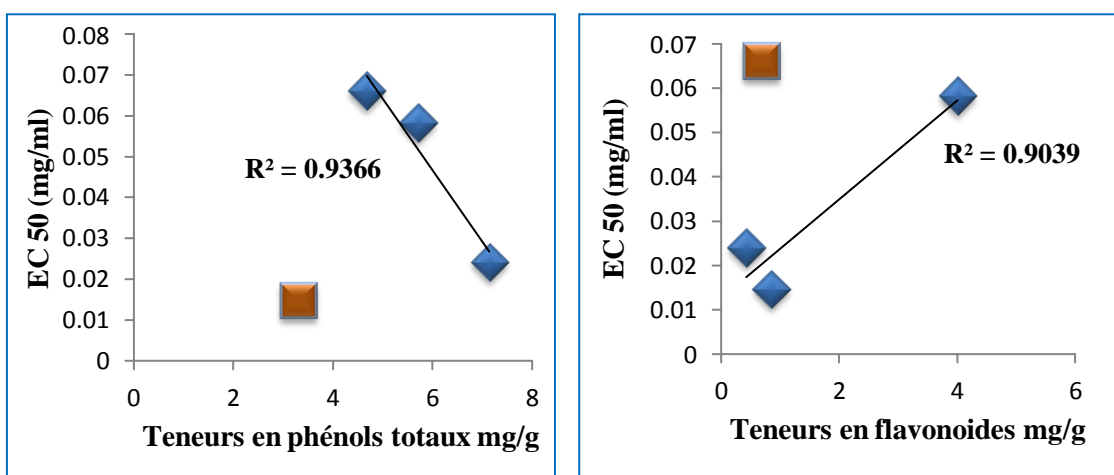 0.08
0.07
0.06
0.05
0.04
0.03
0.02
0.01
0
EC 50 (mg/ml)
R² = 0.9366
0 2 4 6 8
Teneurs en phénols totaux mg/g
0.07
0.06
0.05
0.04
0.03
0.02
0.01
0
EC 50 (mg/ml)
R² = 0.9039
0 2 4 6
Teneurs en flavonoides mg/g